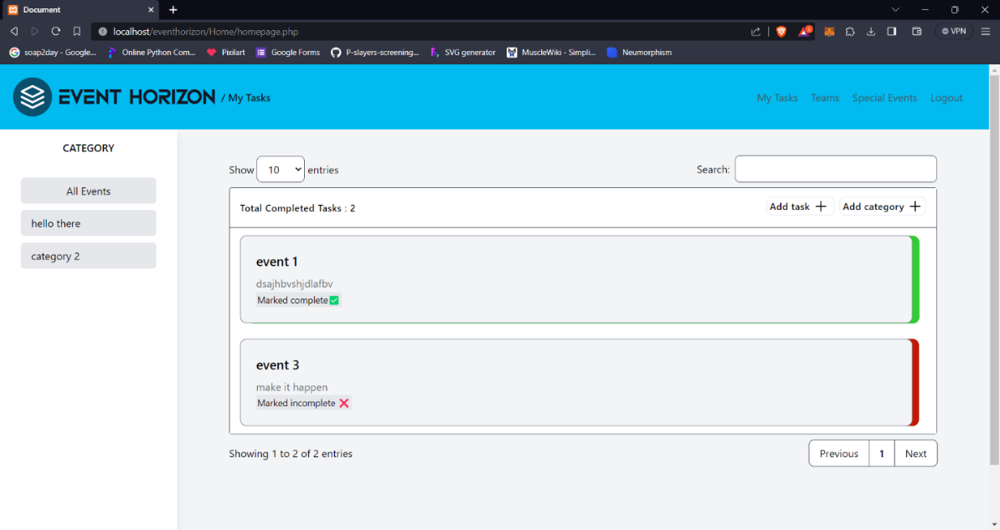 Document
localhost/eventhorizon/Home/homepage.php
VPN
soap2day - Google... Online Python Com... Pixilart Google Forms P-slayers-screening... SVG generator MuscleWiki - Simpli... Neumorphism
EVENT HORIZON / My Tasks
My Tasks Teams Special Events Logout
CATEGORY
All Events
hello there
category 2
Show 10 entries
Search:
Total Completed Tasks : 2
Add task + Add category +
event 1
dsajhbvshjdlafbv
Marked complete ✅
event 3
make it happen
Marked incomplete ❌
Showing 1 to 2 of 2 entries
Previous 1 Next